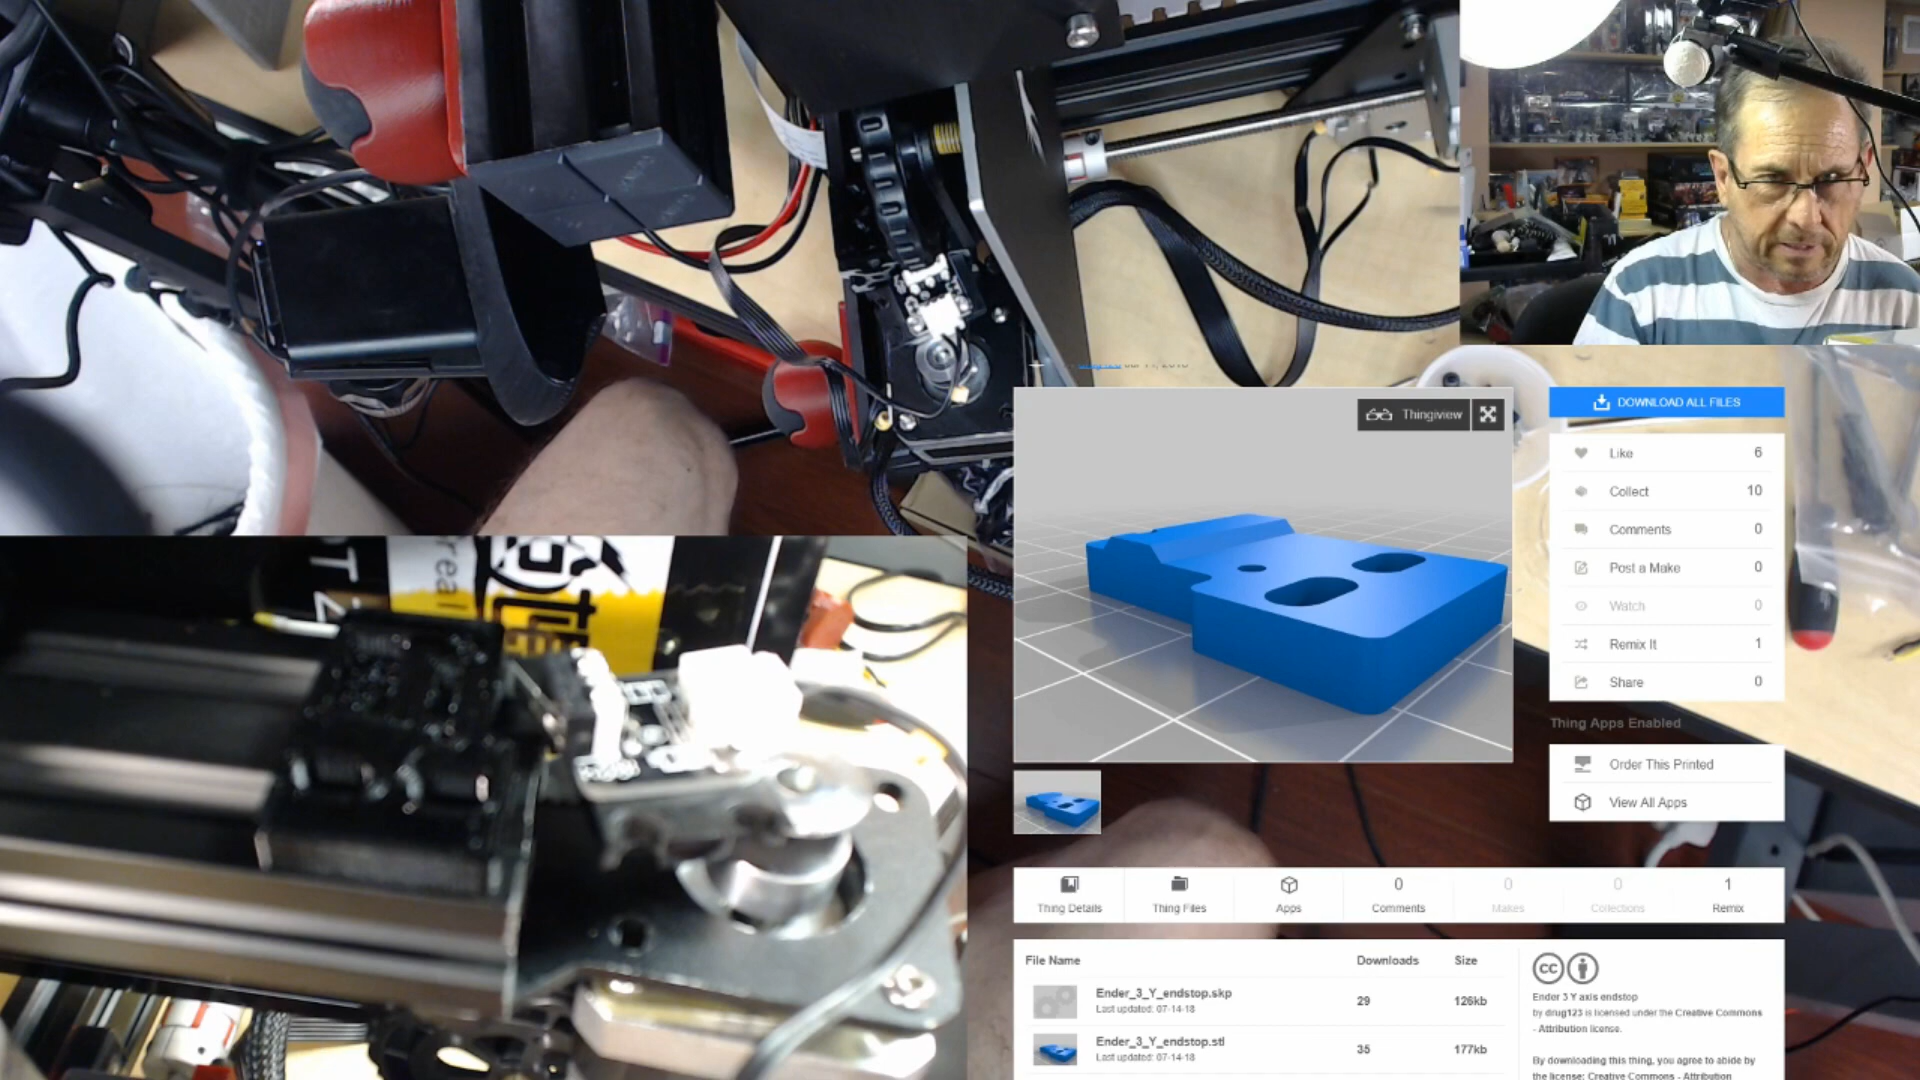 Thingiview
DOWNLOAD ALL FILES
Like 6
Collect 10
Comments 0
Post a Make 0
Watch 0
Remix It 1
Share 0
Thing Apps Enabled
Order This Printed
View All Apps
Thing Details
Thing Files
Apps
0 Comments
0 Makes
0 Collections
1 Remix
File Name Downloads Size
Ender_3_Y_endstop.skp 29 126kb
Last updated: 07-14-18
Ender_3_Y_endstop.stl 35 177kb
Last updated: 07-14-18
cc
Ender 3 Y axis endstop
by drug123 is licensed under the Creative Commons
- Attribution license.
By downloading this thing, you agree to abide by
the license: Creative Commons - Attribution
real